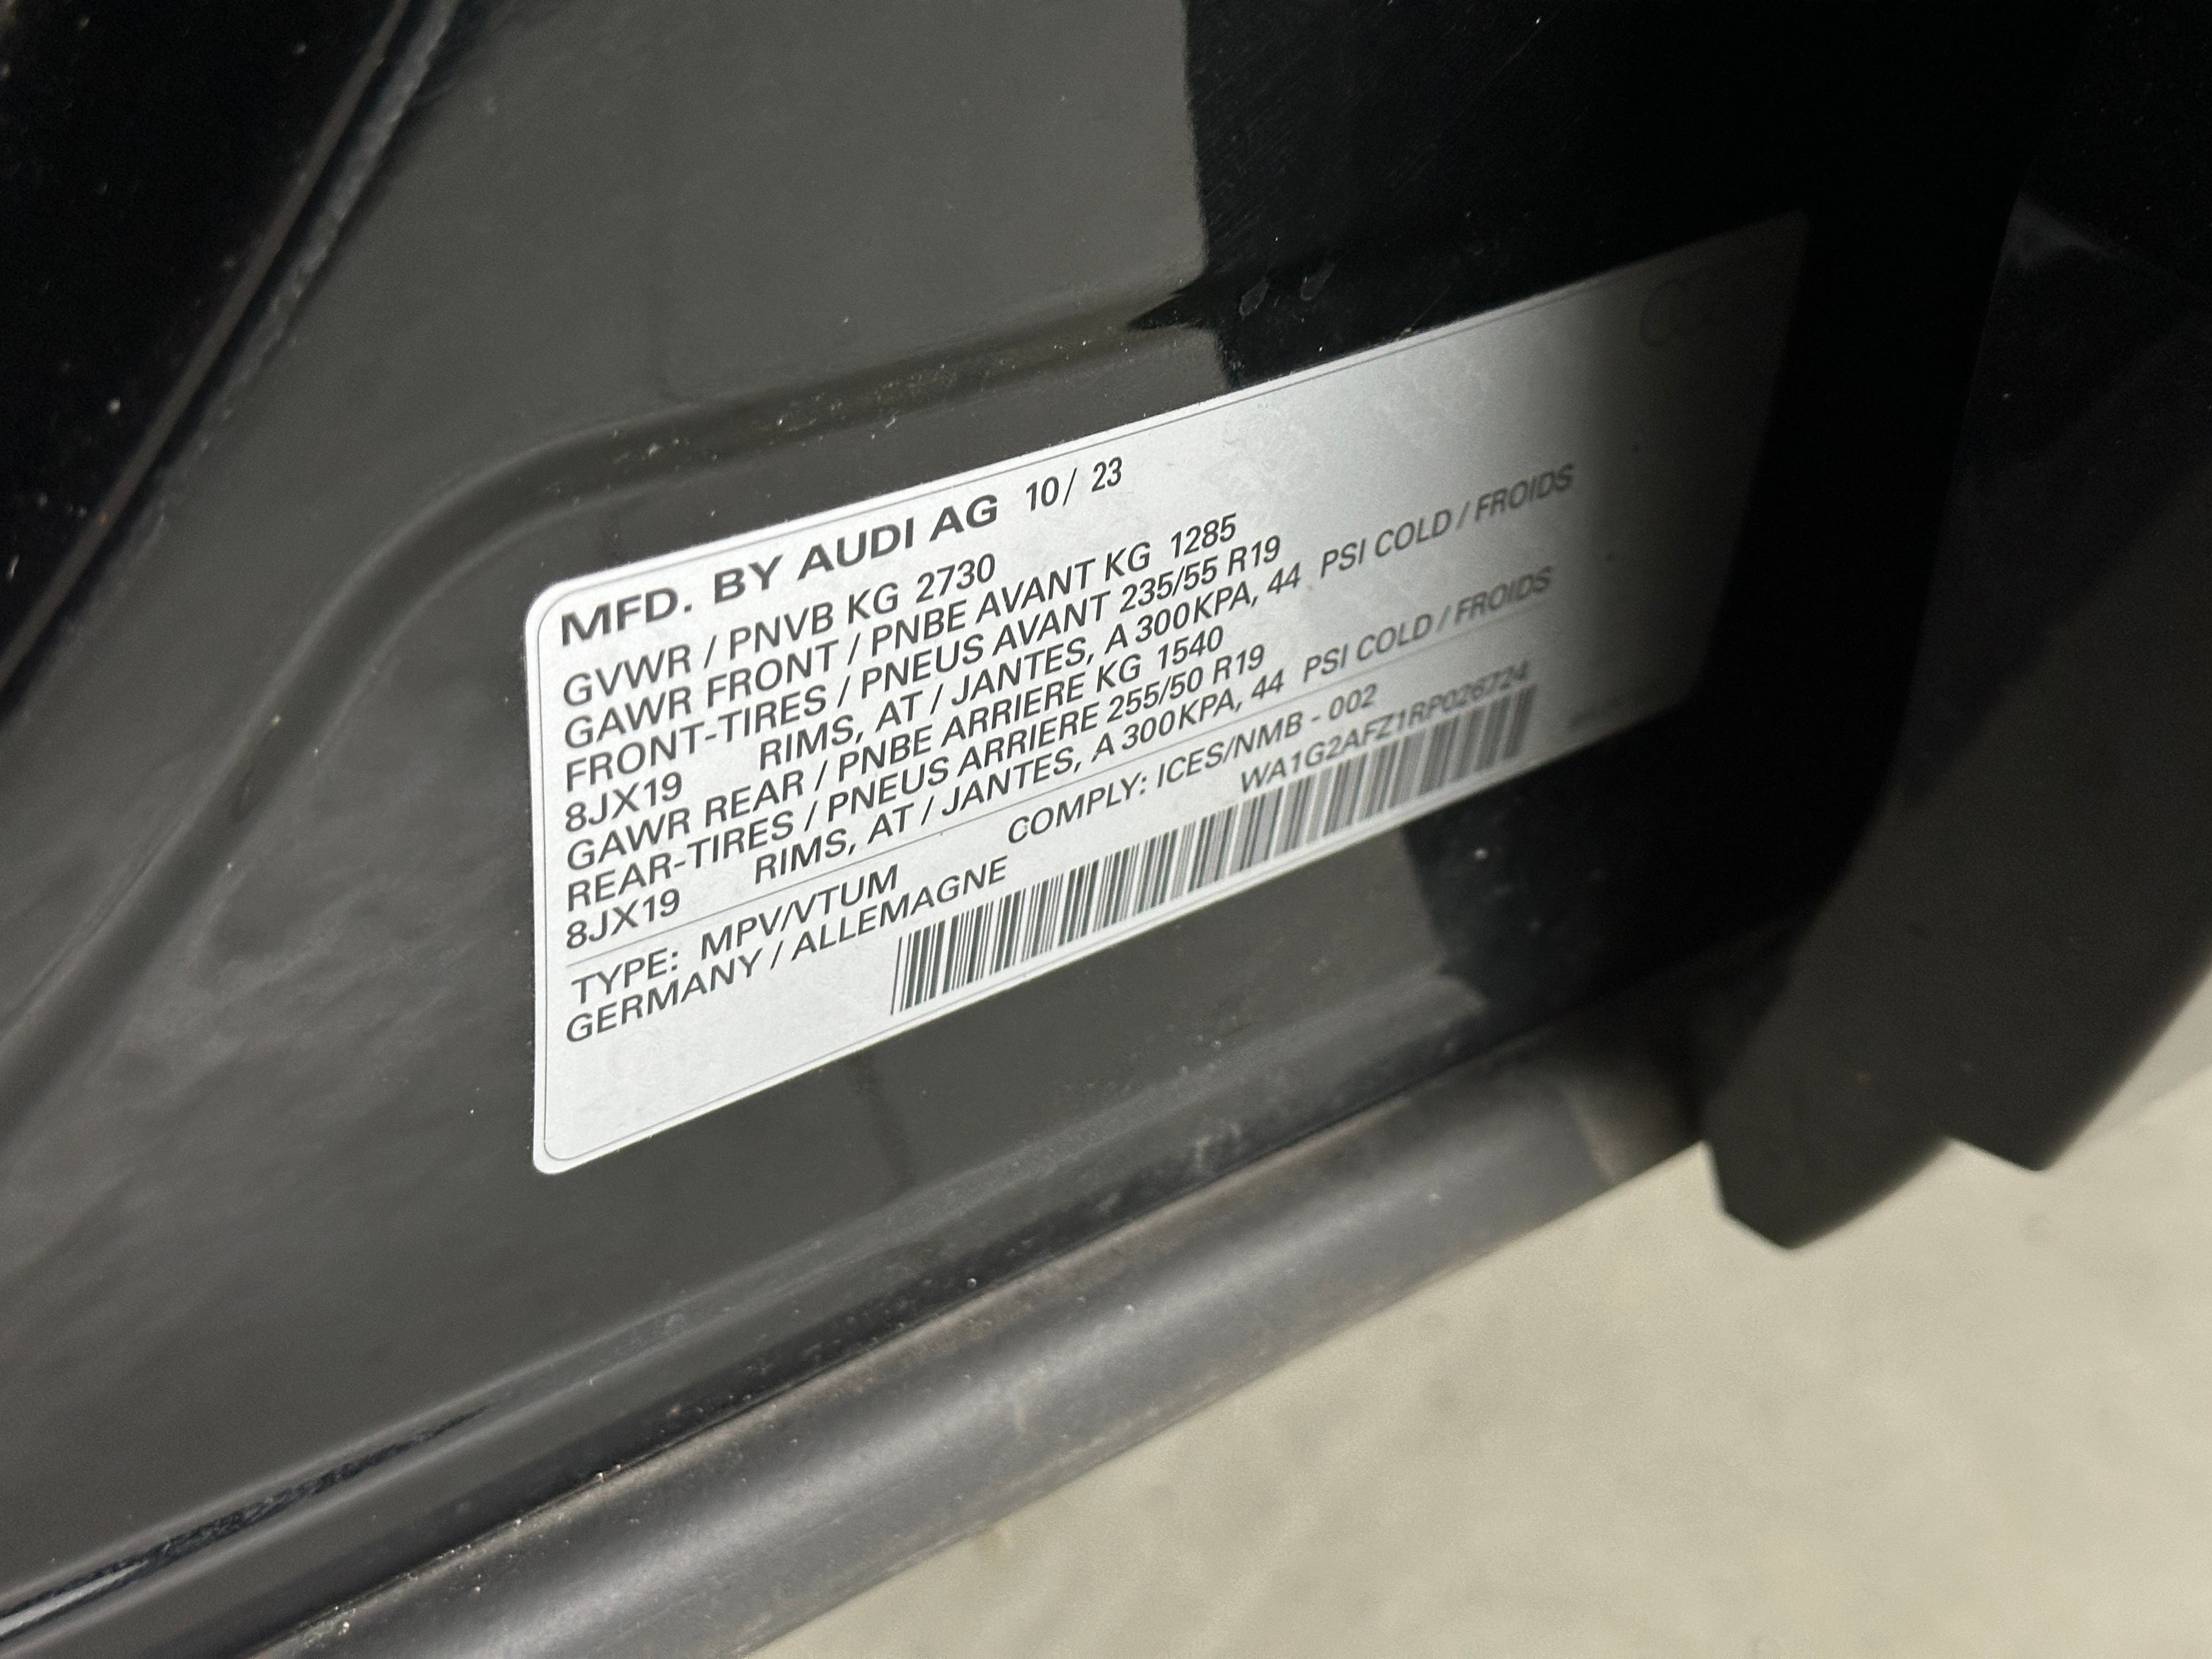 MFD. BY AUDI AG 10/ 23
GVWR / PNVB KG 2730
GAWR FRONT / PNBE AVANT KG 1285
FRONT-TIRES / PNEUS AVANT 235/55 R19
8JX19 RIMS, AT / JANTES, A 300KPA, 44 PSI COLD / FROIDS
GAWR REAR / PNBE ARRIERE KG 1540
REAR-TIRES / PNEUS ARRIERE 255/50 R19
8JX19 RIMS, AT / JANTES, A 300KPA, 44 PSI COLD / FROIDS
TYPE: MPV/VTUM COMPLY: ICES/NMB - 002
GERMANY / ALLEMAGNE WA1G2AFZ1RP026724